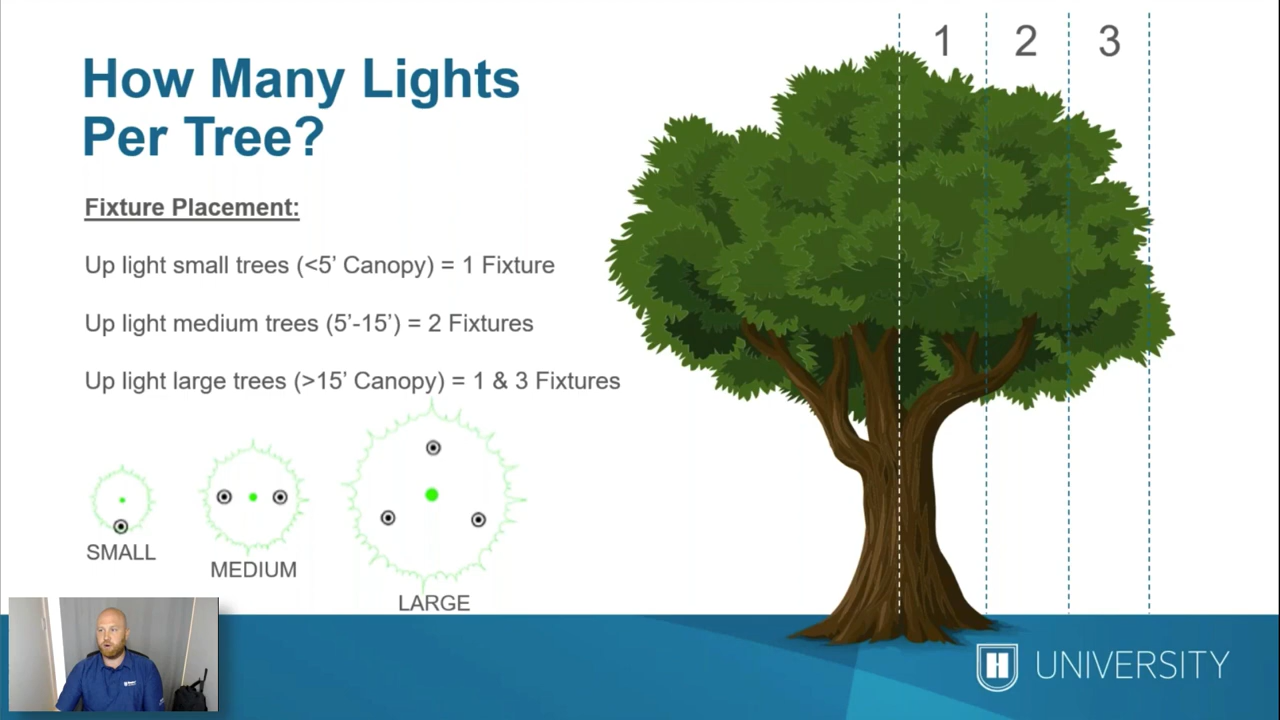 How Many Lights
Per Tree?
Fixture Placement:
Up light small trees (<5’ Canopy) = 1 Fixture
Up light medium trees (5’-15’) = 2 Fixtures
Up light large trees (>15’ Canopy) = 1 & 3 Fixtures
1 2 3
SMALL
MEDIUM
LARGE
H UNIVERSITY